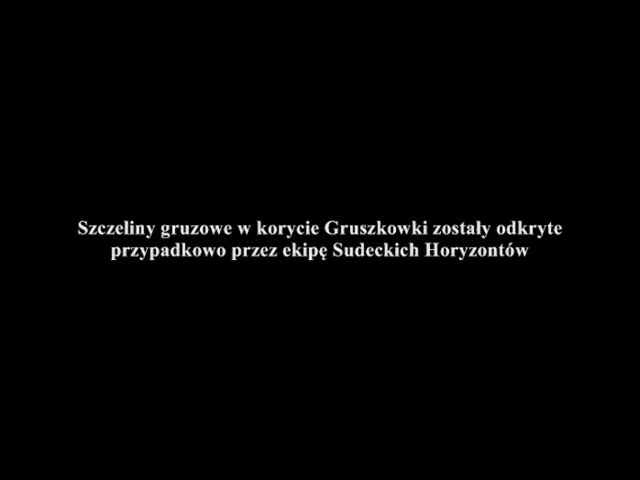 Szczeliny gruzowe w korycie Gruszkowki zostały odkryte
przypadkowo przez ekipę Sudeckich Horyzontów